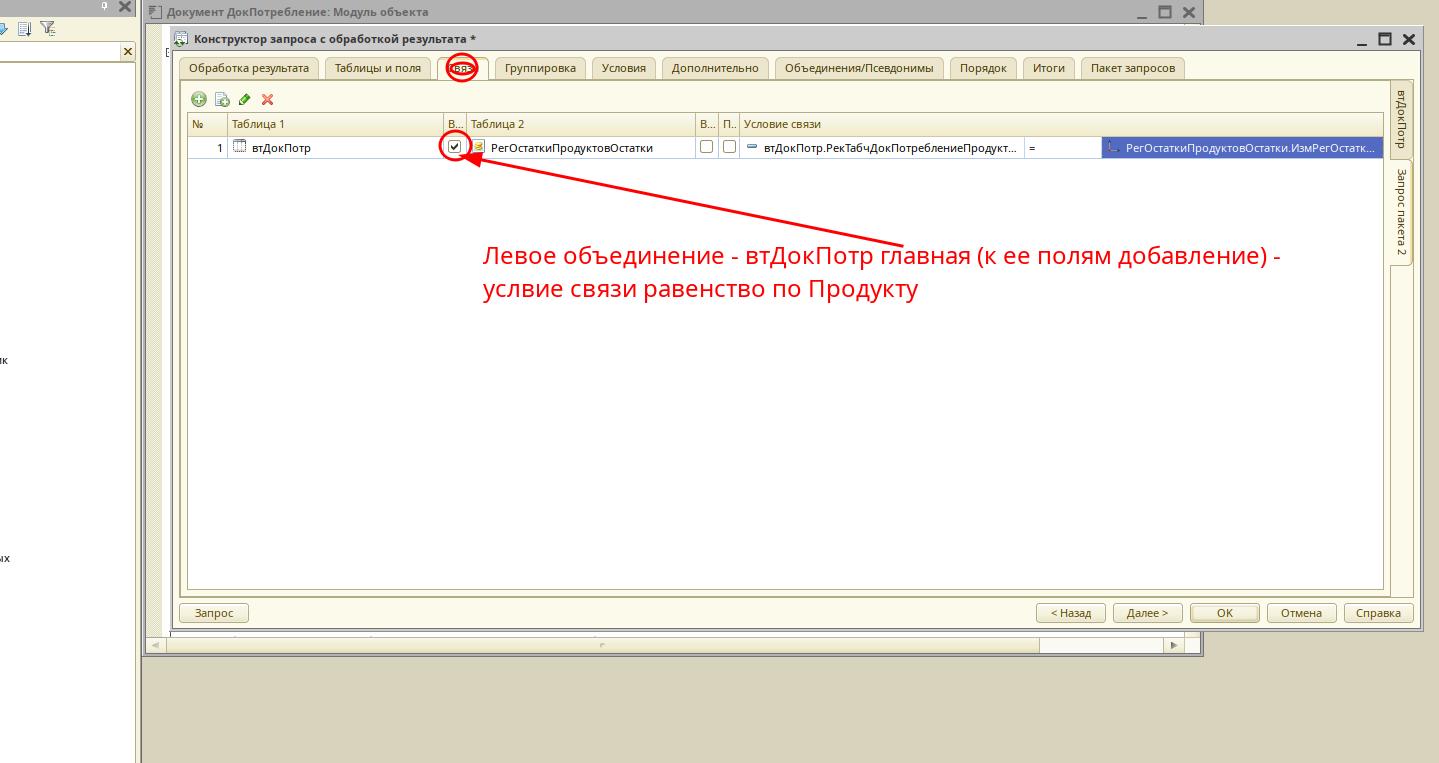 Документ ДокПотребление: Модуль объекта
Конструктор запроса с обработкой результата *
Обработка результата Таблицы и поля Группировка Условия Дополнительно Объединения/Псевдонимы Порядок Итоги Пакет запросов
№ Таблица 1 В... Таблица 2 В... П.. Условие связи
1 втДокПотр РегОстаткиПродуктовОстатки втДокПотр.РекТабчДокПотреблениеПродукт... = РегОстаткиПродуктовОстатки.ИзмРегОстатк...
втДокПотр
Запрос пакета 2
Левое объединение - втДокПотр главная (к ее полям добавление) -
услвие связи равенство по Продукту
ик
ых
Запрос < Назад Далее > OK Отмена Справка